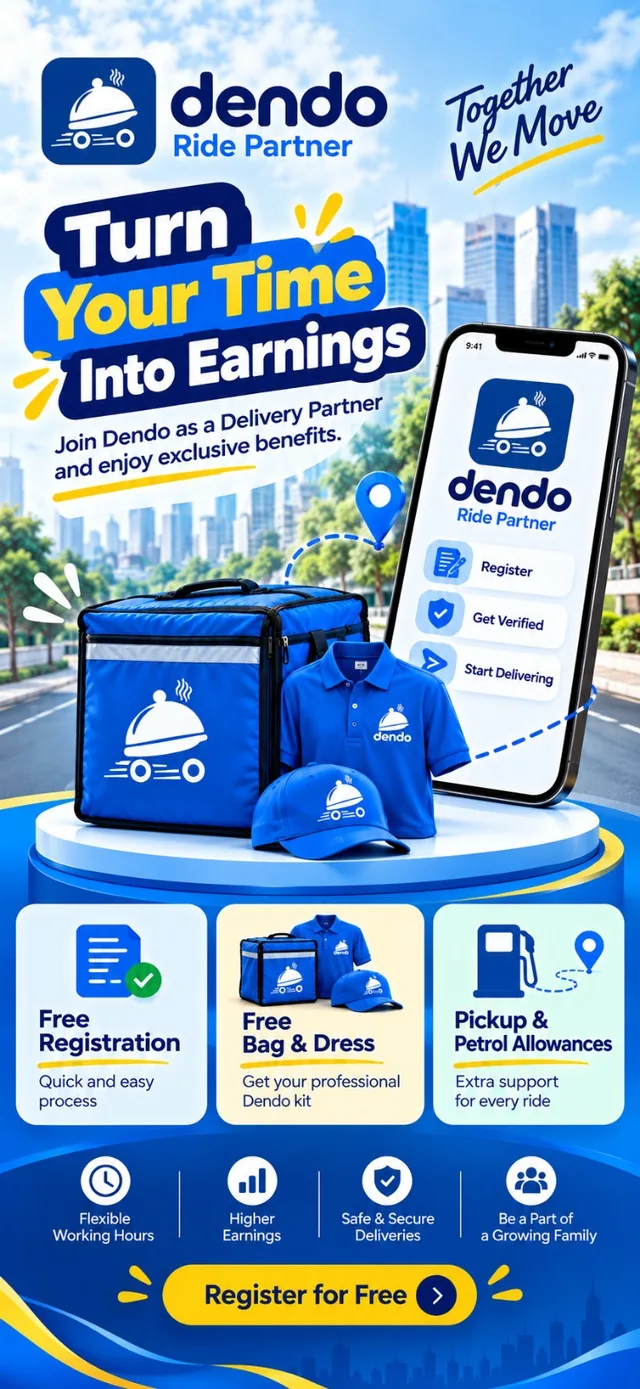 dendo
Ride Partner
Together
We Move
Turn
Your Time
Into Earnings
Join Dendo as a Delivery Partner
and enjoy exclusive benefits.
9:41
dendo
Ride Partner
Register
Get Verified
Start Delivering
dendo
Free
Registration
Quick and easy
process
dendo
Free
Bag & Dress
Get your professional
Dendo kit
Pickup &
Petrol Allowances
Extra support
for every ride
Flexible
Working Hours
Higher
Earnings
Safe & Secure
Deliveries
Be a Part of
a Growing Family
Register for Free